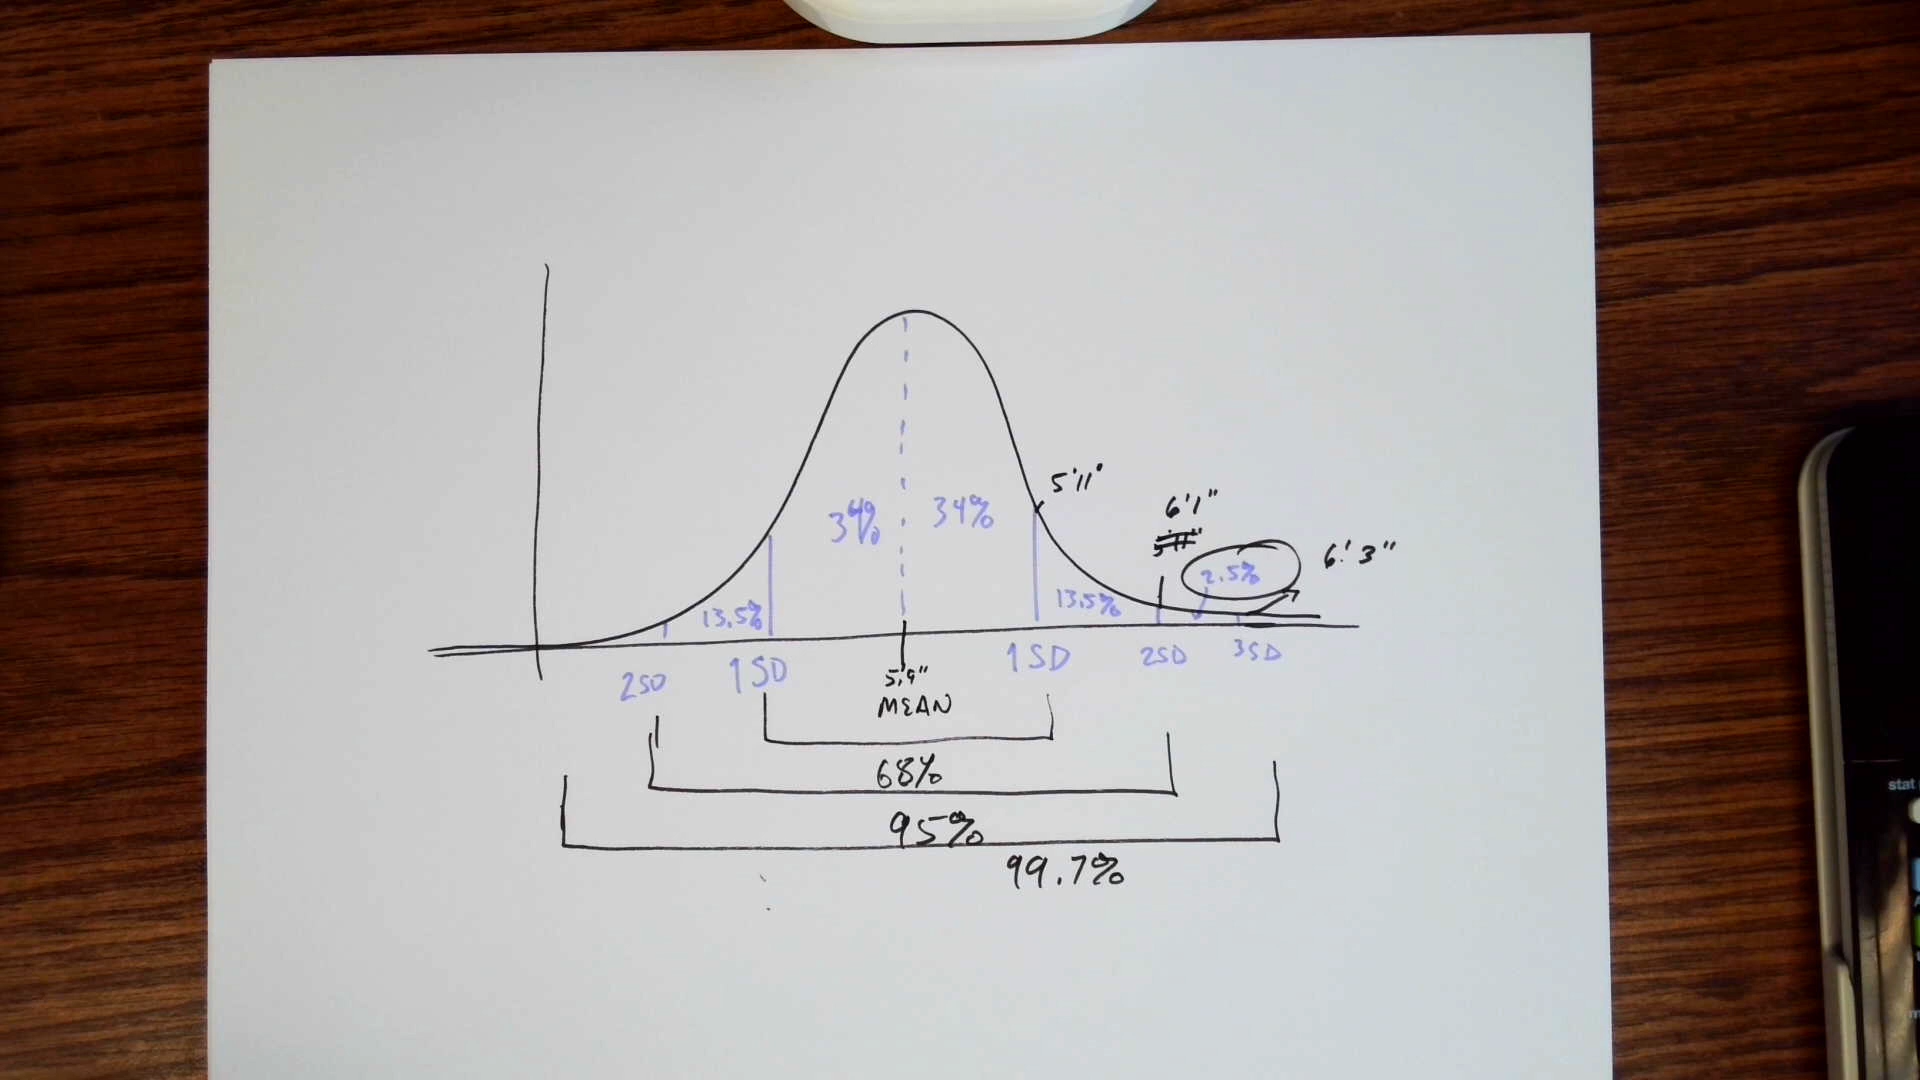 5'11"
6'1"
34%
34%
2.5%
6'3"
13.5%
13.5%
2SD
1SD
5'9"
MEAN
1SD
2SD
3SD
68%
95%
99.7%
stat